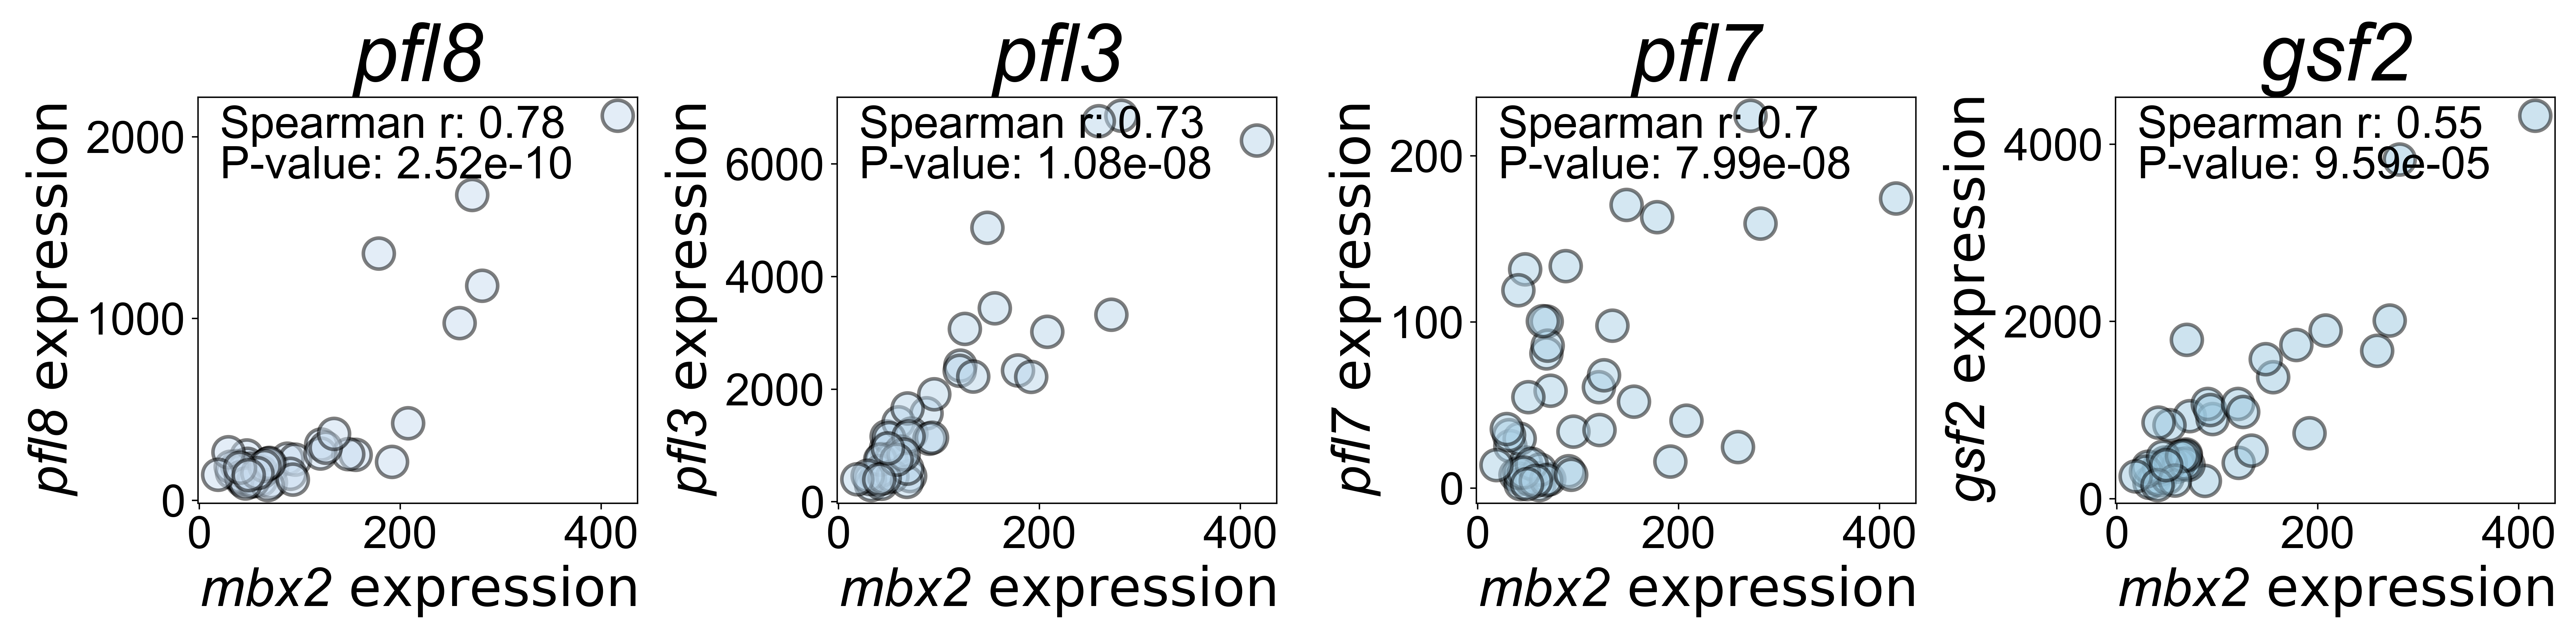 pfl8
Spearman r: 0.78
P-value: 2.52e-10
pfl8 expression
2000
1000
0
0 200 400
mbx2 expression
pfl3
Spearman r: 0.73
P-value: 1.08e-08
pfl3 expression
6000
4000
2000
0
0 200 400
mbx2 expression
pfl7
Spearman r: 0.7
P-value: 7.99e-08
pfl7 expression
200
100
0
0 200 400
mbx2 expression
gsf2
Spearman r: 0.55
P-value: 9.59e-05
gsf2 expression
4000
2000
0
0 200 400
mbx2 expression